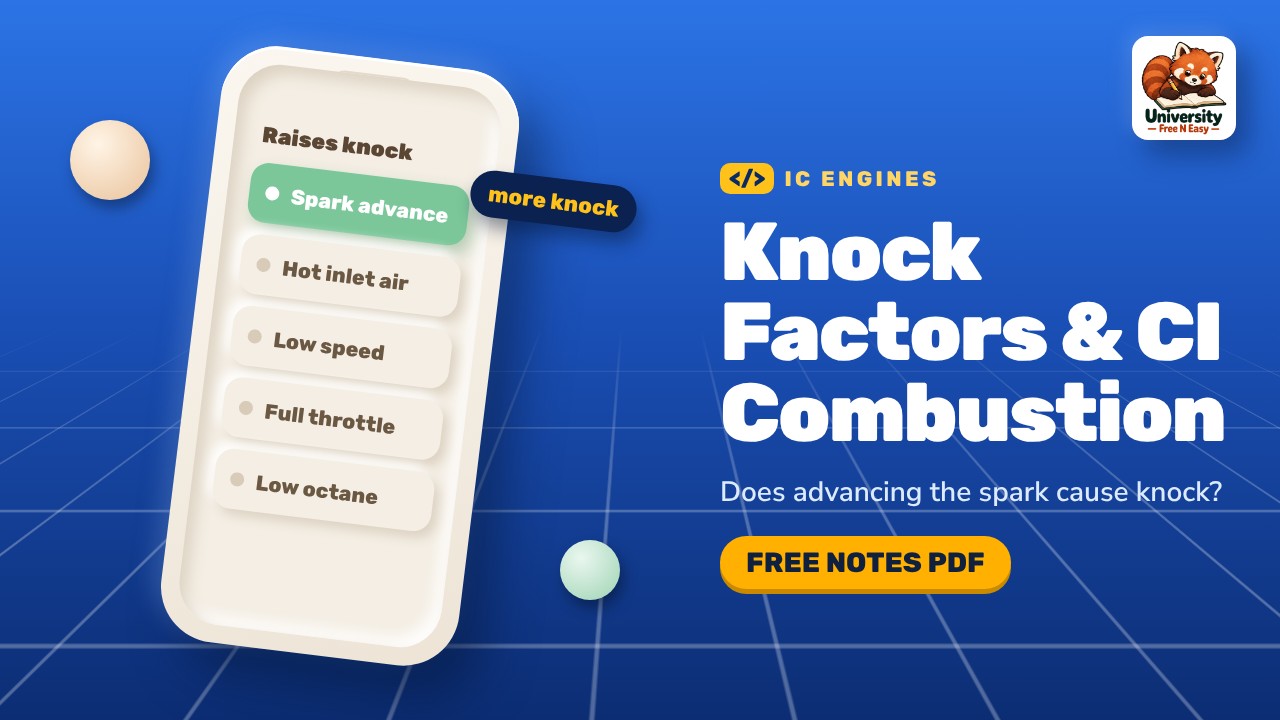 Raises knock
Spark advance
more knock
Hot inlet air
Low speed
Full throttle
Low octane
University
Free N Easy
</> IC ENGINES
Knock
Factors & CI
Combustion
Does advancing the spark cause knock?
FREE NOTES PDF